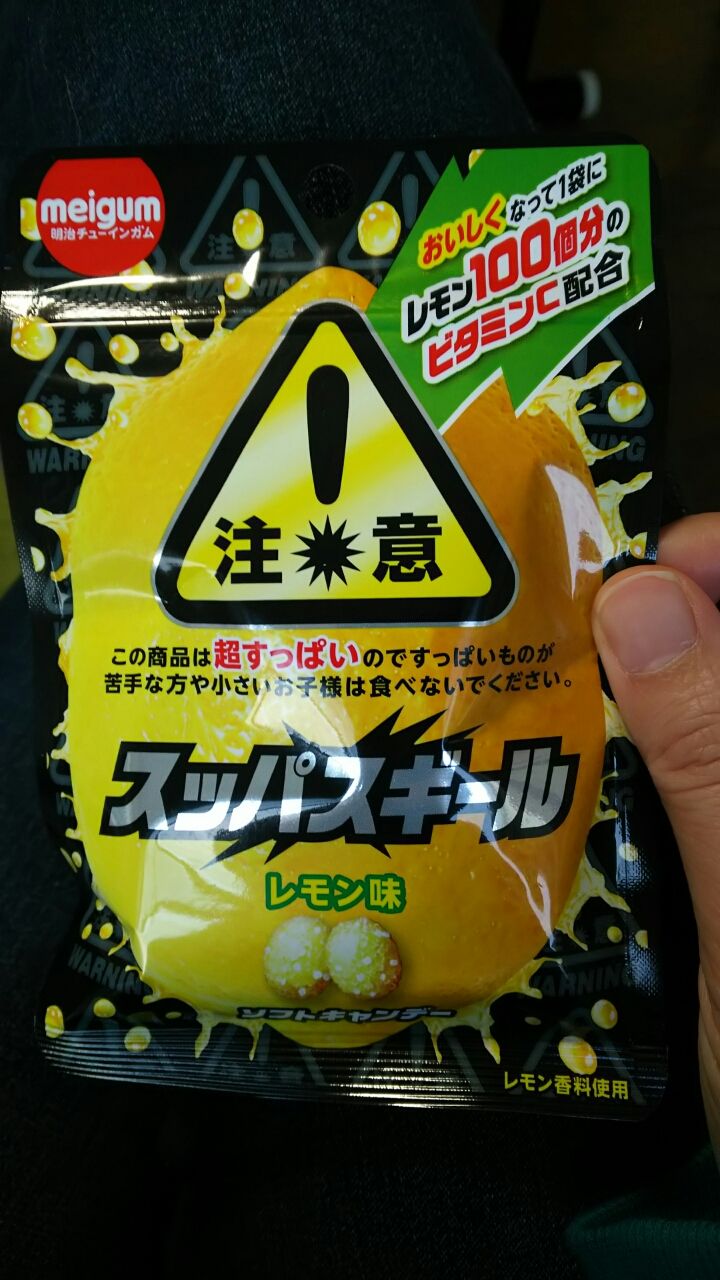 meigum
明治チューインガム
おいしくなって1袋に
レモン100個分の
ビタミンC配合
注意
WARNING
注意
この商品は超すっぱいのですっぱいものが
苦手な方や小さいお子様は食べないでください。
スッパスギール
レモン味
ソフトキャンデー
WARNING
WARNING
レモン香料使用